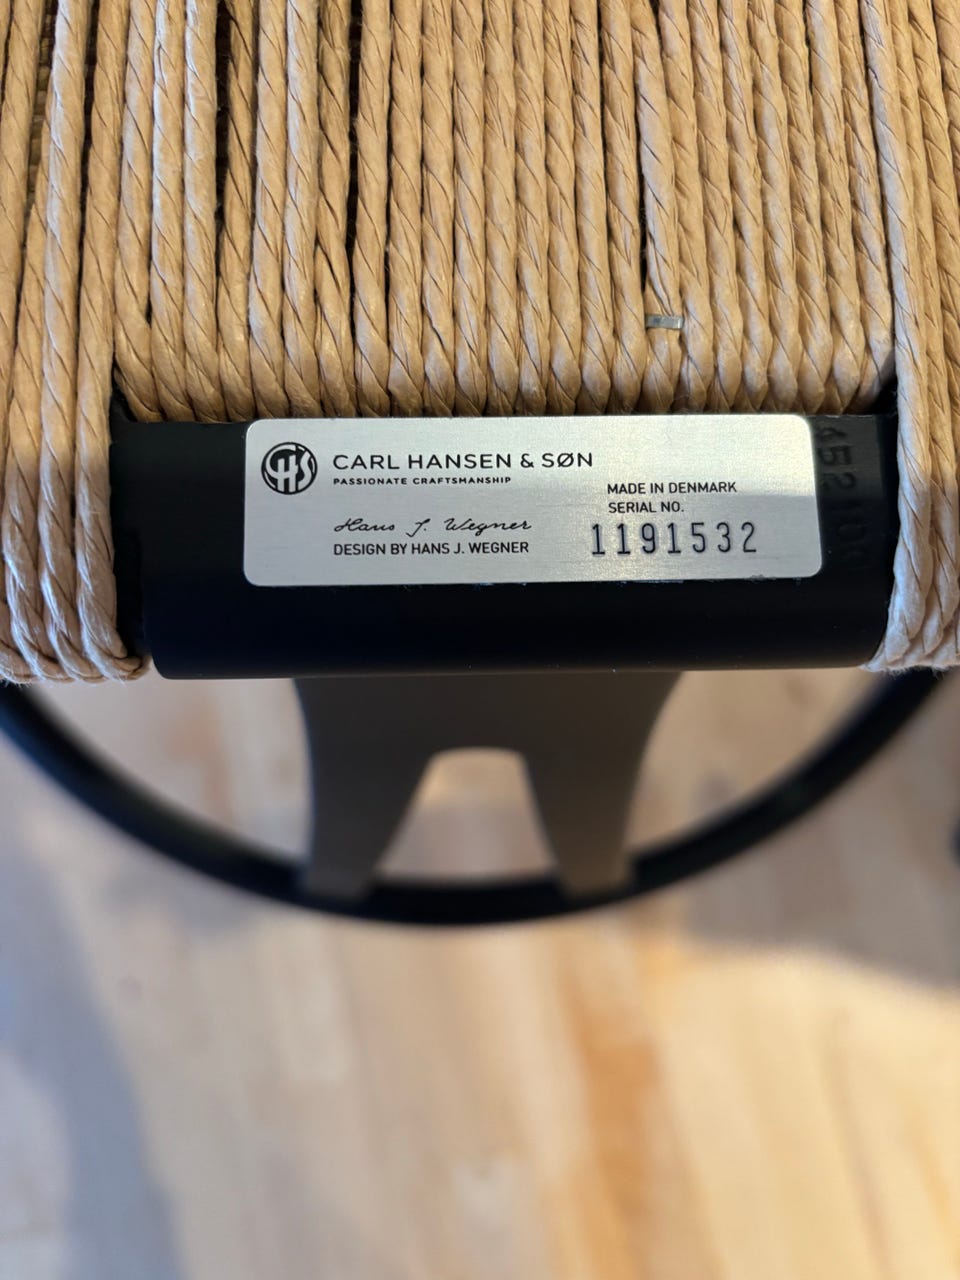 CHS
CARL HANSEN & SØN
PASSIONATE CRAFTSMANSHIP
Hans J. Wegner
DESIGN BY HANS J. WEGNER
MADE IN DENMARK
SERIAL NO.
1191532